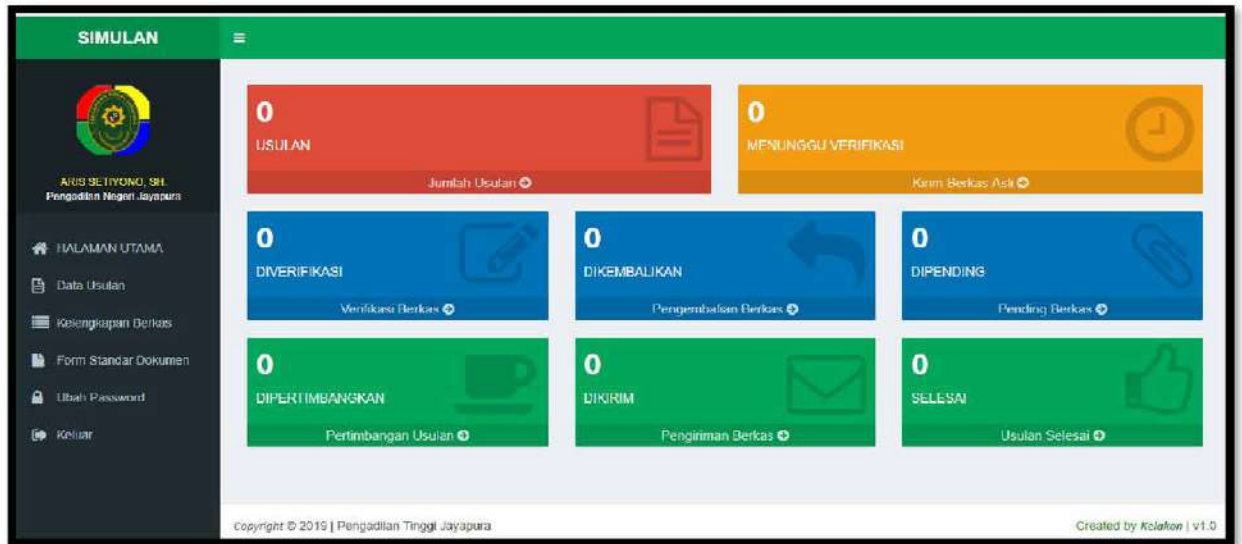 SIMULAN
ARIS SETIYONO, SH.
Pengadilan Negeri Jayapura
HALAMAN UTAMA
Data Usulan
Kelengkapan Berkas
Form Standar Dokumen
Ubah Password
Keluar
0
USULAN
Jumlah Usulan
0
MENUNGGU VERIFIKASI
Kirim Berkas Asli
0
DIVERIFIKASI
Verifikasi Berkas
0
DIKEMBALIKAN
Pengembalian Berkas
0
DIPENDING
Pending Berkas
0
DIPERTIMBANGKAN
Pertimbangan Usulan
0
DIKIRIM
Pengiriman Berkas
0
SELESAI
Usulan Selesai
Copyright © 2019 | Pengadilan Tinggi Jayapura
Created by Kelakon | v1.0